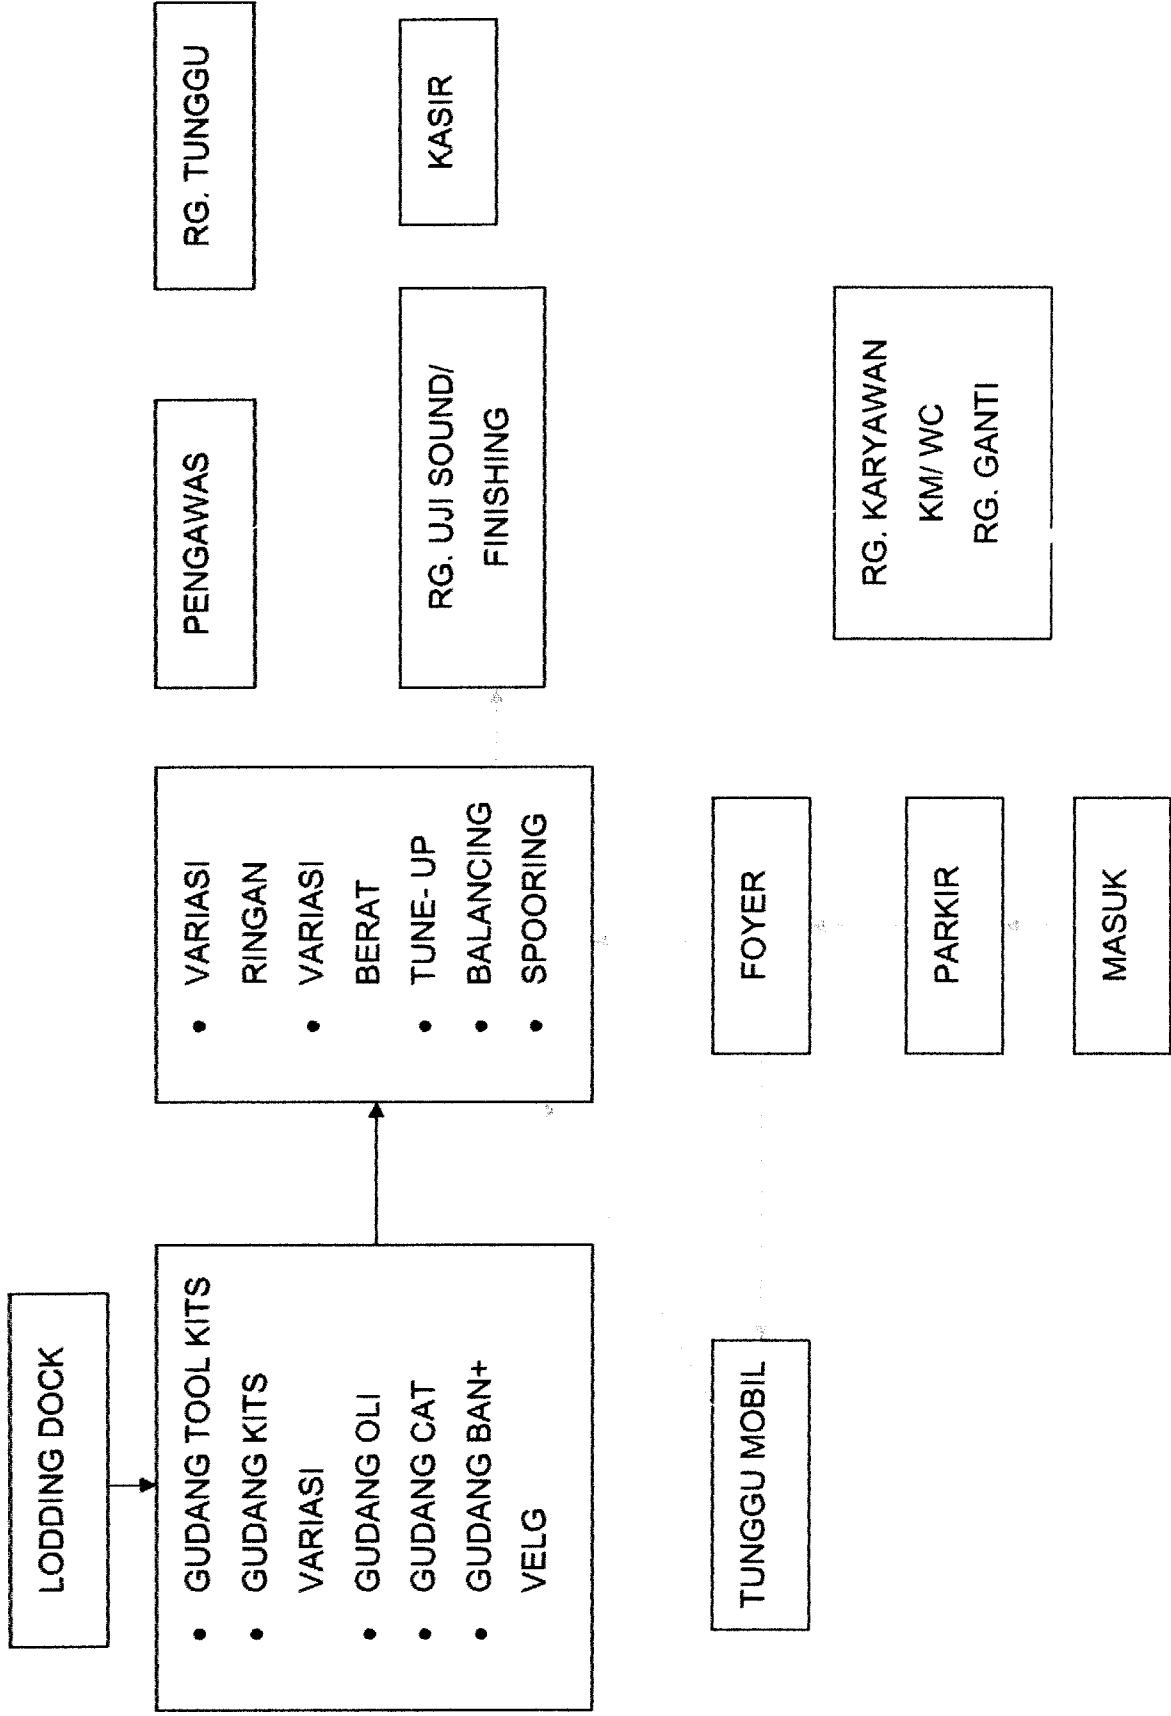 LODDING DOCK
• GUDANG TOOL KITS
• GUDANG KITS
VARIASI
• GUDANG OLI
• GUDANG CAT
• GUDANG BAN+
VELG
TUNGGU MOBIL
• VARIASI
RINGAN
• VARIASI
BERAT
• TUNE- UP
• BALANCING
• SPOORING
FOYER
PARKIR
MASUK
PENGAWAS
RG. UJI SOUND/
FINISHING
RG. KARYAWAN
KM/ WC
RG. GANTI
RG. TUNGGU
KASIR